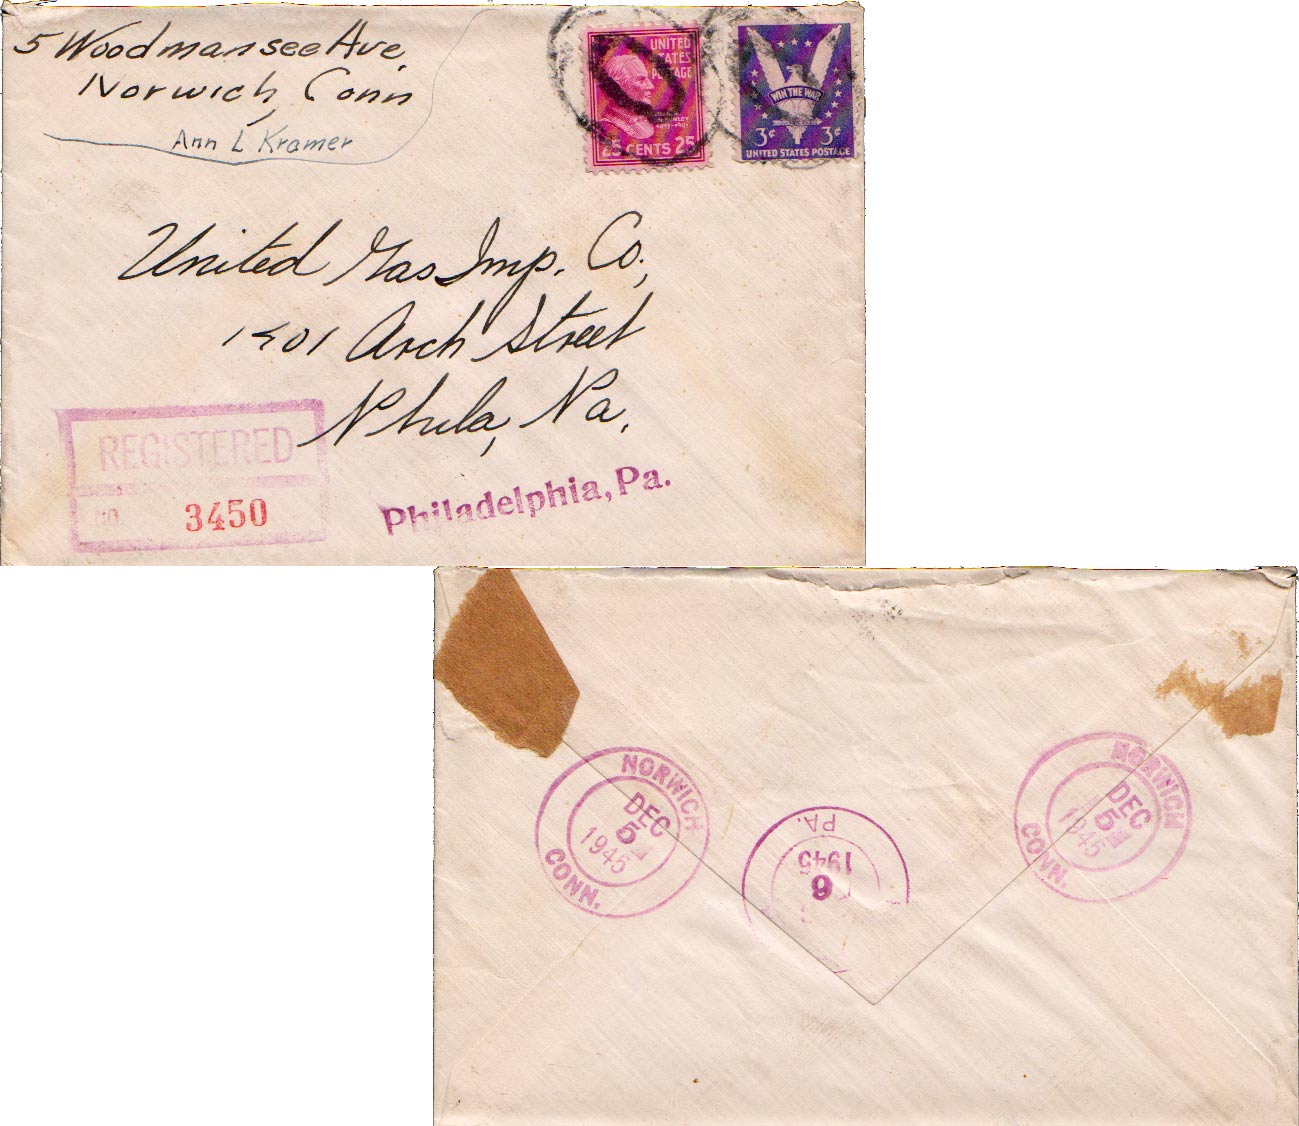 5 Woodmansee Ave,
Norwich, Conn
Ann L Kramer
UNITED
STATES
POSTAGE
25 CENTS 25
WIN THE WAR
3¢ 3¢
UNITED STATES POSTAGE
United Gas Imp. Co,
1401 Arch Street
Phila, Pa.
REGISTERED
NO. 3450
Philadelphia, Pa.
NORWICH
DEC
5
1945
CONN.
PA.
1945
6
NORWICH
DEC
5
1945
CONN.